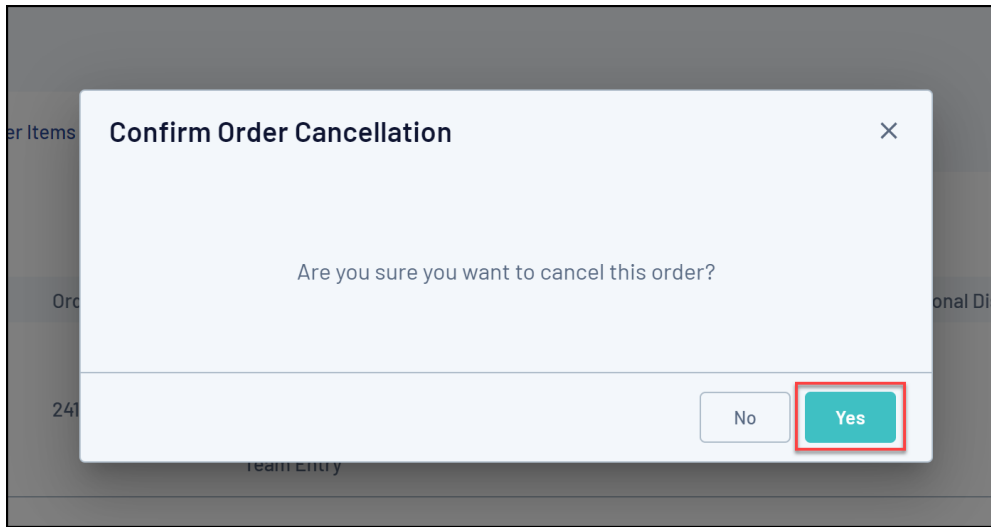 Confirm Order Cancellation
er Items
Are you sure you want to cancel this order?
Ord
onal Di
241
No
Yes
Team Entry